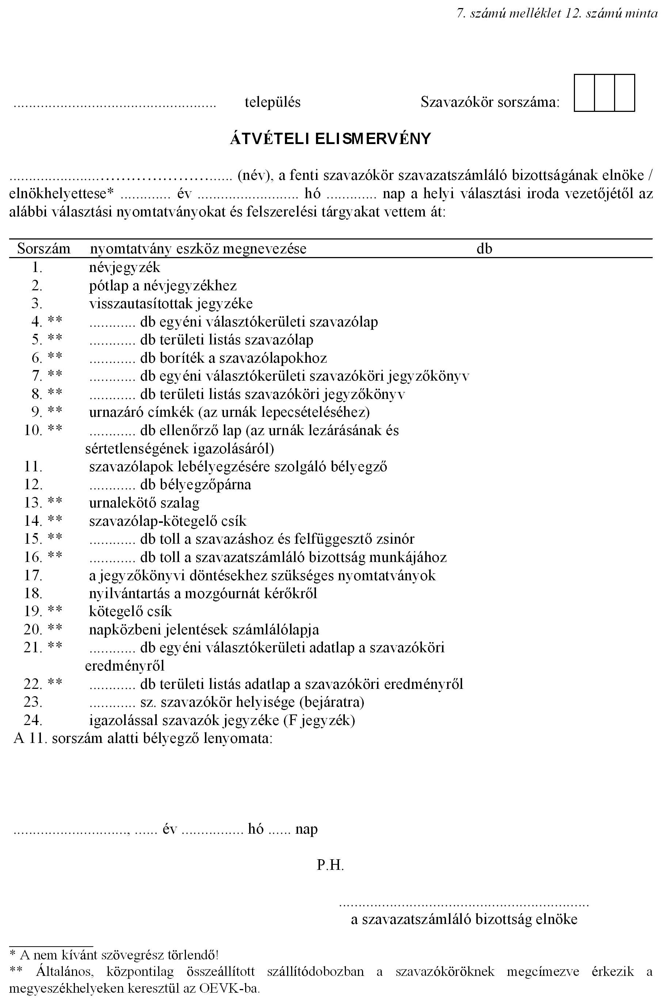 7. számú melléklet 12. számú minta
.................................................... település Szavazókör sorszáma:
ÁTVÉTELI ELISMERVÉNY
......................................................... (név), a fenti szavazókör szavazatszámláló bizottságának elnöke /
elnökhelyettese* ............. év .......................... hó ............. nap a helyi választási iroda vezetőjétől az
alábbi választási nyomtatványokat és felszerelési tárgyakat vettem át:
Sorszám nyomtatvány eszköz megnevezése db
1. névjegyzék
2. pótlap a névjegyzékhez
3. visszautasítottak jegyzéke
4. ** ............ db egyéni választókerületi szavazólap
5. ** ............ db területi listás szavazólap
6. ** ............ db boríték a szavazólapokhoz
7. ** ............ db egyéni választókerületi szavazóköri jegyzőkönyv
8. ** ............ db területi listás szavazóköri jegyzőkönyv
9. ** urnazáró címkék (az urnák lepecsételéséhez)
10. ** ............ db ellenőrző lap (az urnák lezárásának és
sértetlenségének igazolásáról)
11. szavazólapok lebélyegzésére szolgáló bélyegző
12. ............ db bélyegzőpárna
13. ** urnalekötő szalag
14. ** szavazólap-kötegelő csík
15. ** ............ db toll a szavazáshoz és felfüggesztő zsinór
16. ** ............ db toll a szavazatszámláló bizottság munkájához
17. a jegyzőkönyvi döntésekhez szükséges nyomtatványok
18. nyilvántartás a mozgóurnát kérőkről
19. ** kötegelő csík
20. ** napközbeni jelentések számlálólapja
21. ** ............ db egyéni választókerületi adatlap a szavazóköri
eredményről
22. ** ............ db területi listás adatlap a szavazóköri eredményről
23. ............ sz. szavazókör helyisége (bejáratra)
24. igazolással szavazók jegyzéke (F jegyzék)
A 11. sorszám alatti bélyegző lenyomata:
............................., ...... év ................ hó ...... nap
P.H.
................................................................
a szavazatszámláló bizottság elnöke
* A nem kívánt szövegrész törlendő!
** Általános, központilag összeállított szállítódobozban a szavazóköröknek megcímezve érkezik a
megyeszékhelyeken keresztül az OEVK-ba.